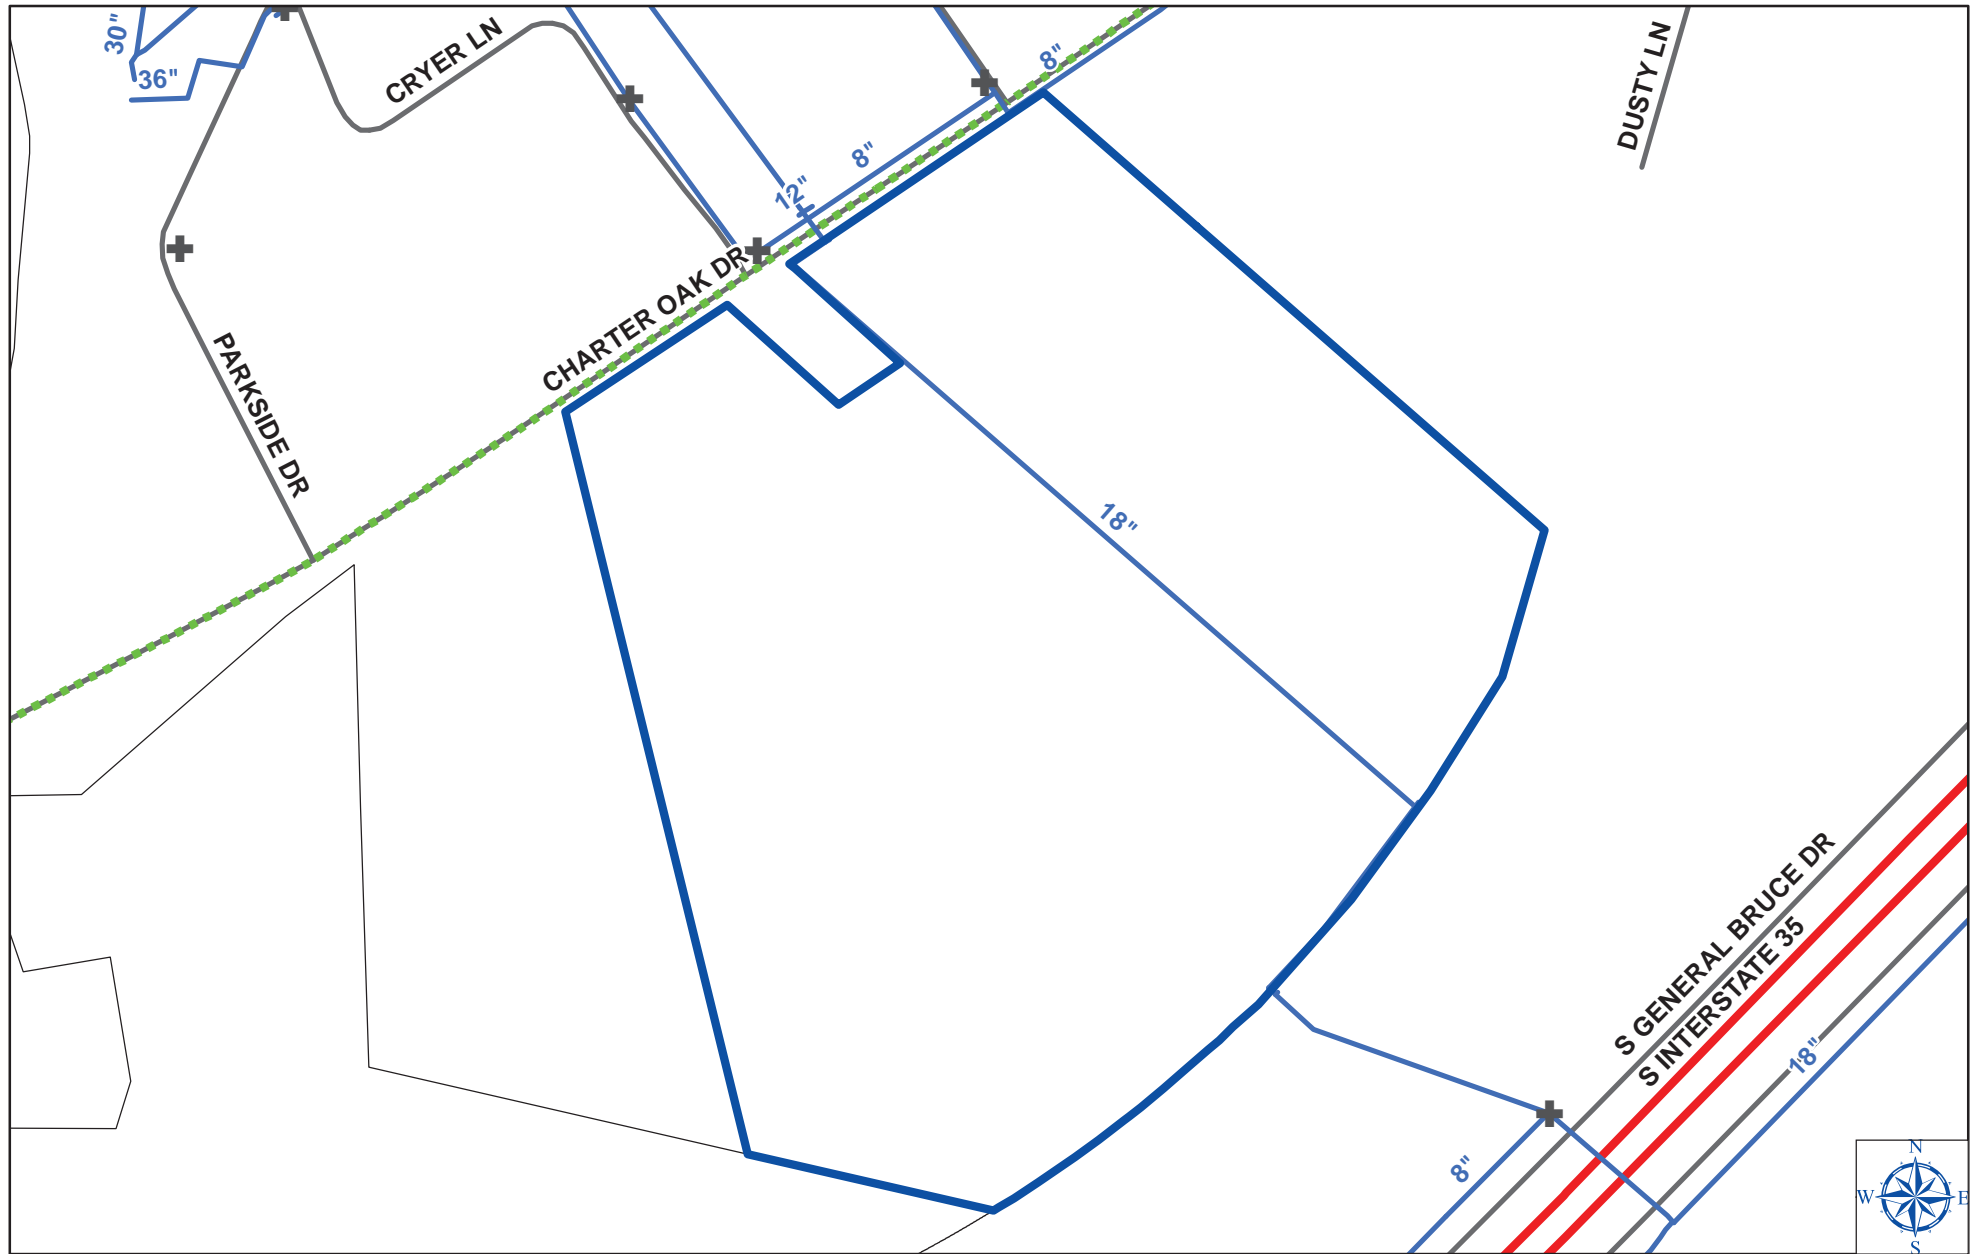 30"
36"
CRYER LN
8"
DUSTY LN
8"
12"
CHARTER OAK DR
PARKSIDE DR
18"
S GENERAL BRUCE DR
S INTERSTATE 35
18"
8"
N
W E
S